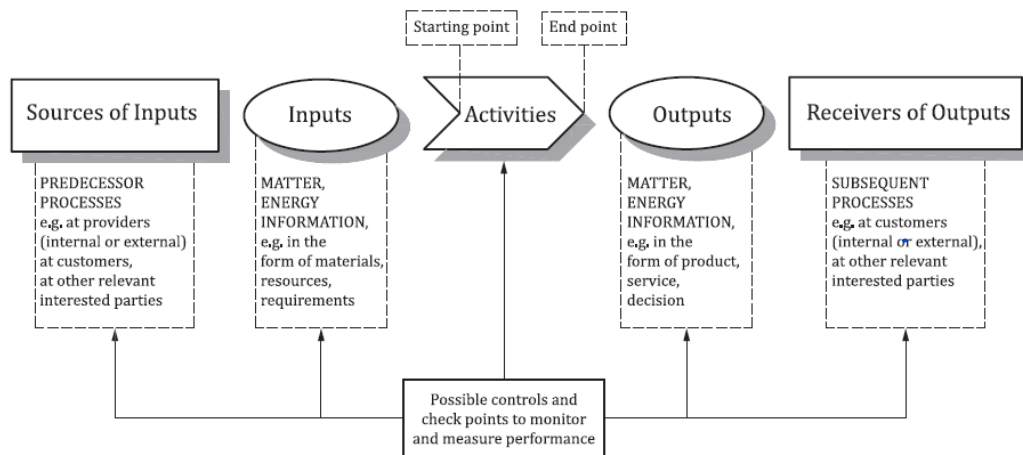 Starting point
End point
Sources of Inputs
Inputs
Activities
Outputs
Receivers of Outputs
PREDECESSOR
PROCESSES
e.g. at providers
(internal or external)
at customers,
at other relevant
interested parties
MATTER,
ENERGY
INFORMATION,
e.g. in the
form of materials,
resources,
requirements
MATTER,
ENERGY
INFORMATION,
e.g. in the
form of product,
service,
decision
SUBSEQUENT
PROCESSES
e.g. at customers
(internal or external),
at other relevant
interested parties
Possible controls and
check points to monitor
and measure performance